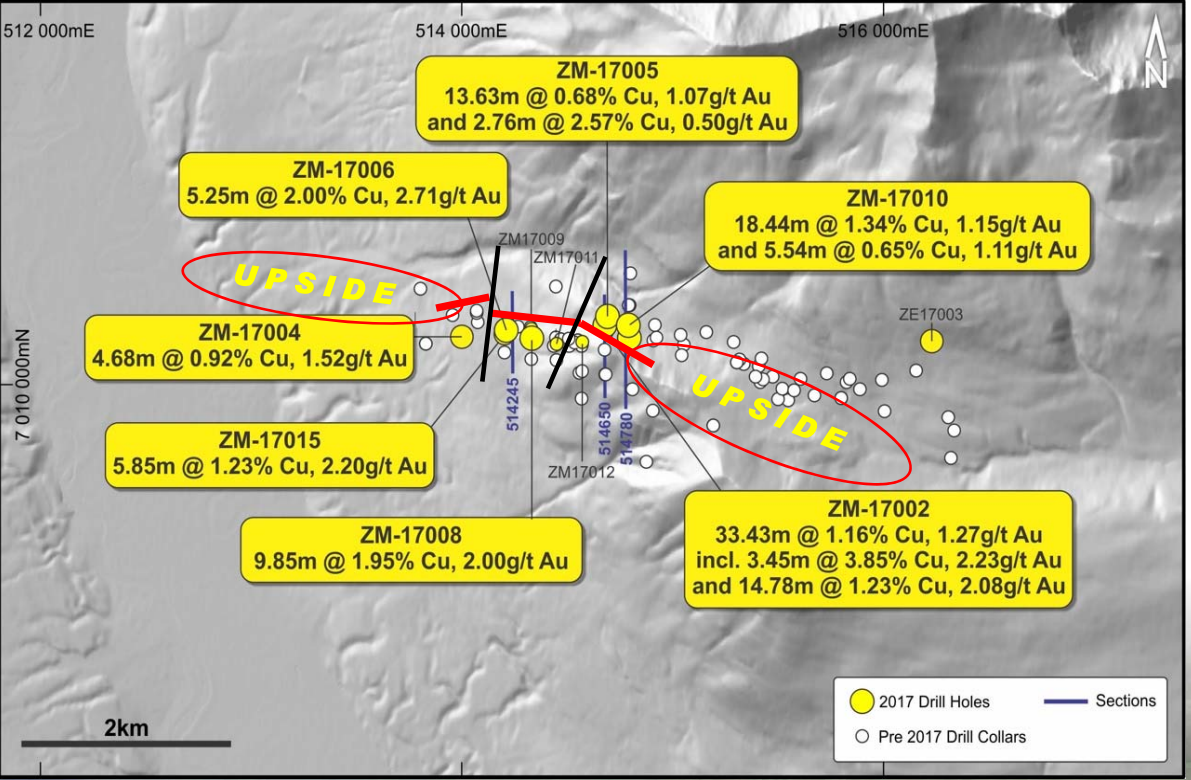 512 000mE
514 000mE
516 000mE
N
ZM-17005
13.63m @ 0.68% Cu, 1.07g/t Au
and 2.76m @ 2.57% Cu, 0.50g/t Au
ZM-17006
5.25m @ 2.00% Cu, 2.71g/t Au
ZM-17010
18.44m @ 1.34% Cu, 1.15g/t Au
and 5.54m @ 0.65% Cu, 1.11g/t Au
ZM17009
ZM17011
UPSIDE
ZM-17004
4.68m @ 0.92% Cu, 1.52g/t Au
ZE17003
7 010 000mN
514245
514650
514780
UPSIDE
ZM-17015
5.85m @ 1.23% Cu, 2.20g/t Au
ZM17012
ZM-17008
9.85m @ 1.95% Cu, 2.00g/t Au
ZM-17002
33.43m @ 1.16% Cu, 1.27g/t Au
incl. 3.45m @ 3.85% Cu, 2.23g/t Au
and 14.78m @ 1.23% Cu, 2.08g/t Au
2km
2017 Drill Holes
Sections
Pre 2017 Drill Collars